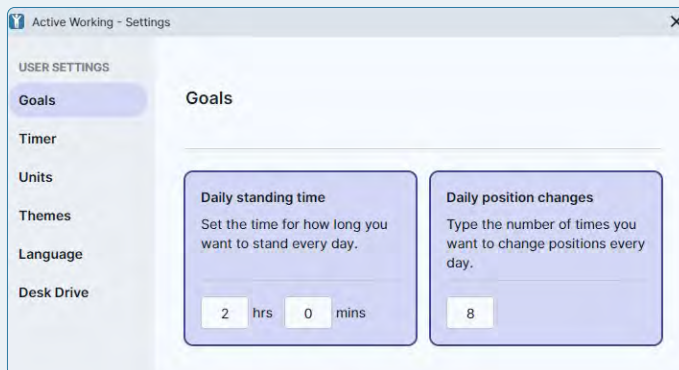 Active Working - Settings
USER SETTINGS
Goals
Timer
Units
Themes
Language
Desk Drive
Goals
Daily standing time
Set the time for how long you
want to stand every day.
2 hrs 0 mins
Daily position changes
Type the number of times you
want to change positions every
day.
8